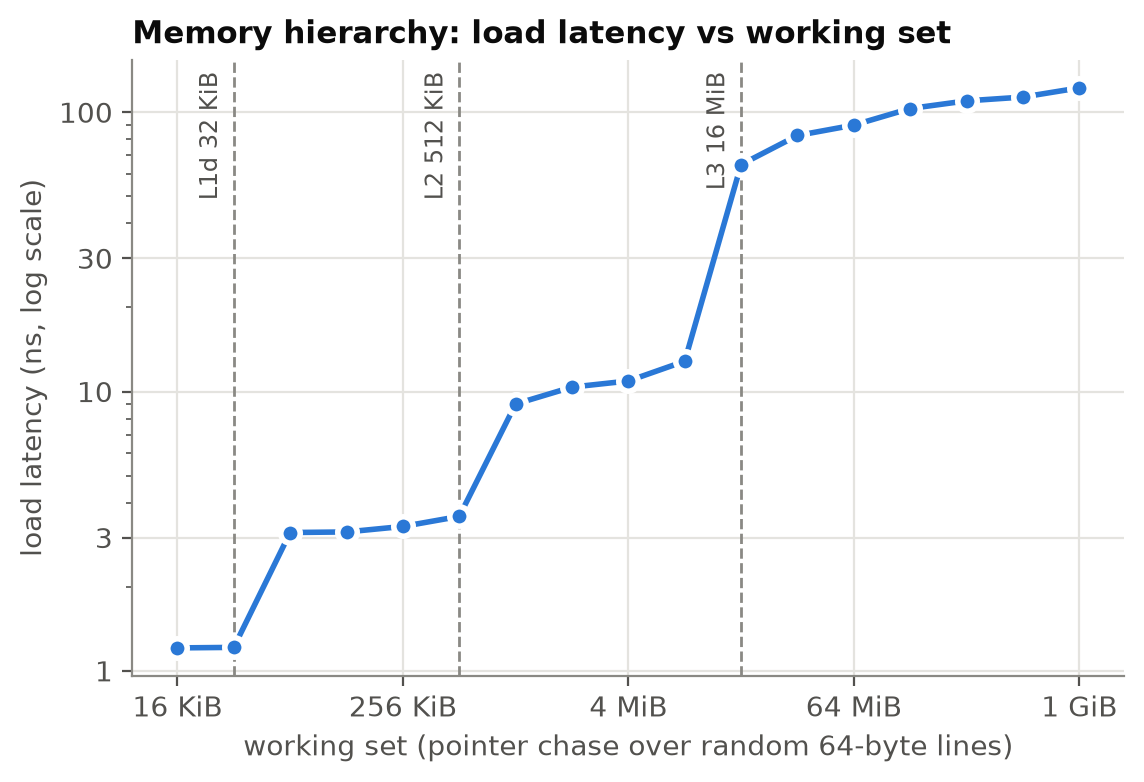 Memory hierarchy: load latency vs working set
L1d 32 KiB
L2 512 KiB
L3 16 MiB
load latency (ns, log scale)
100
30
10
3
1
16 KiB
256 KiB
4 MiB
64 MiB
1 GiB
working set (pointer chase over random 64-byte lines)